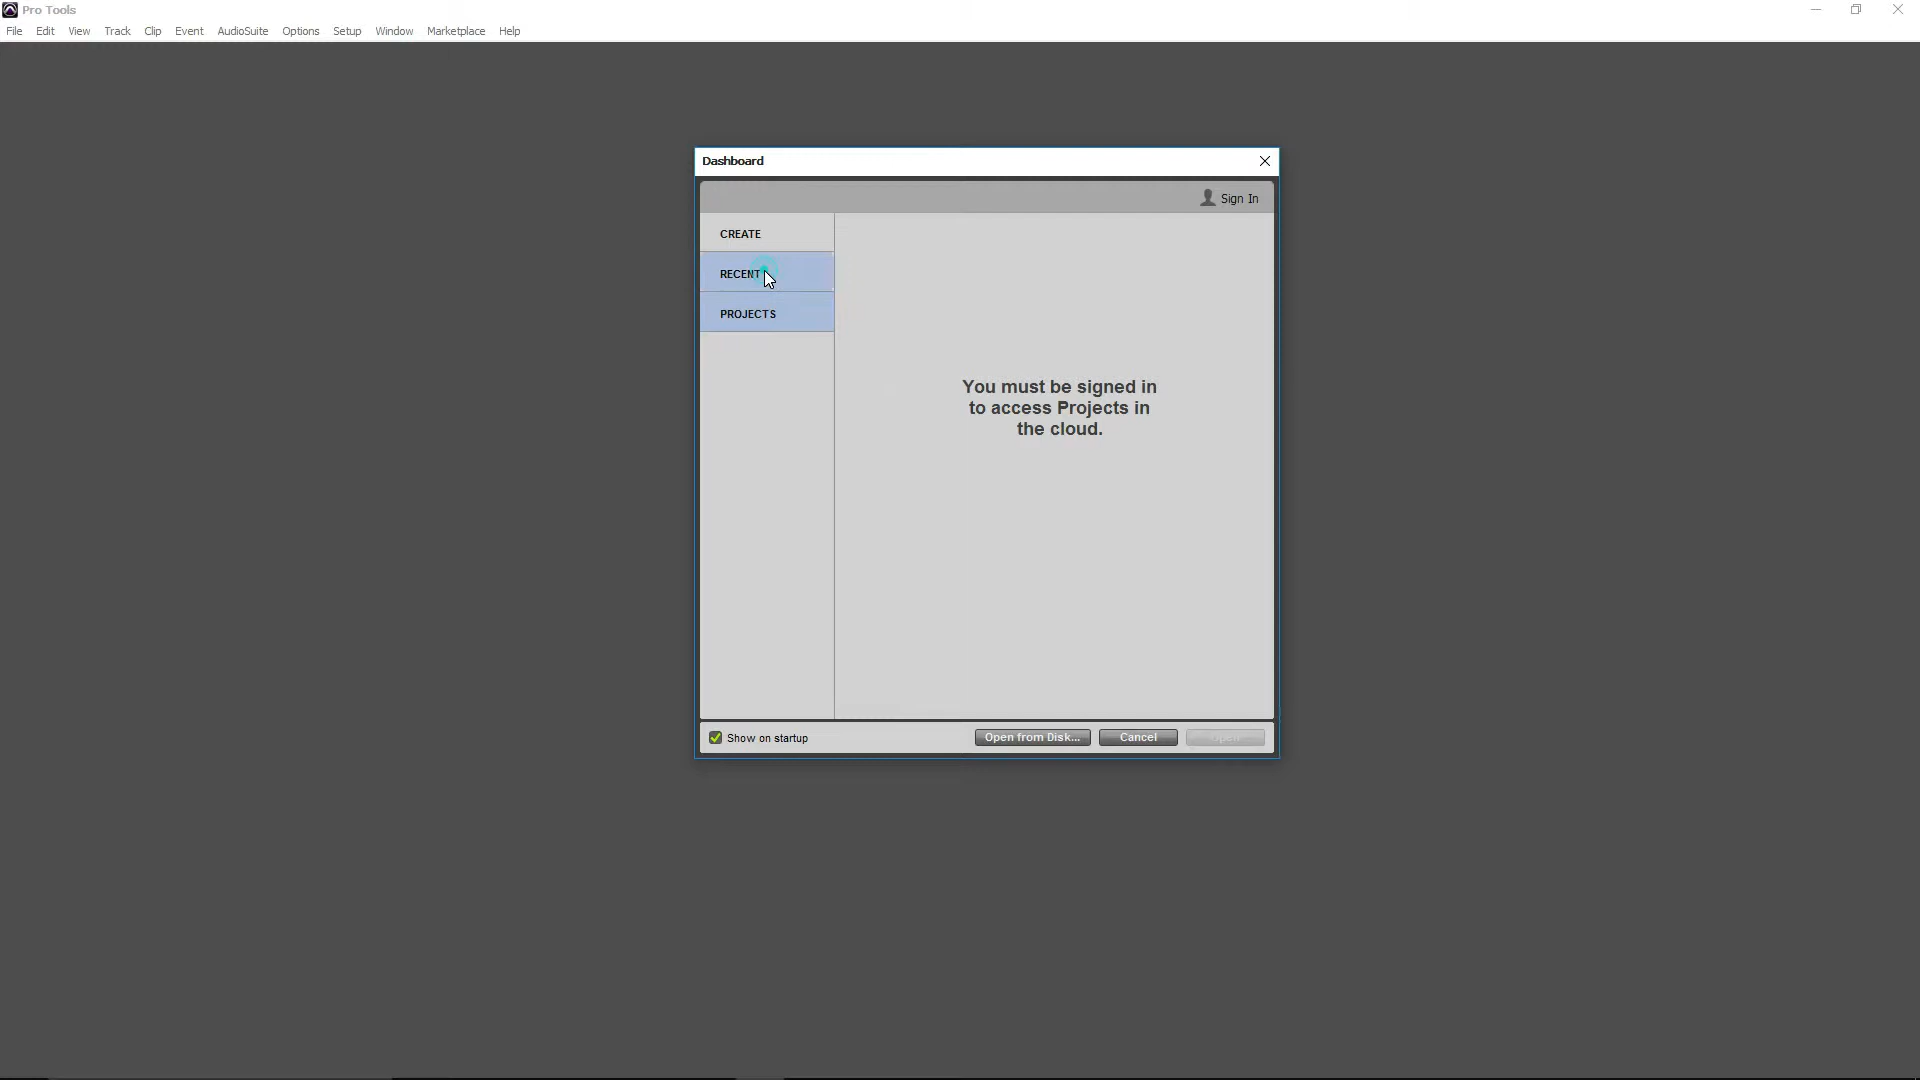 Pro Tools
File Edit View Track Clip Event AudioSuite Options Setup Window Marketplace Help
Dashboard
Sign In
CREATE
RECENT
PROJECTS
You must be signed in
to access Projects in
the cloud.
Show on startup
Open from Disk...
Cancel
Open